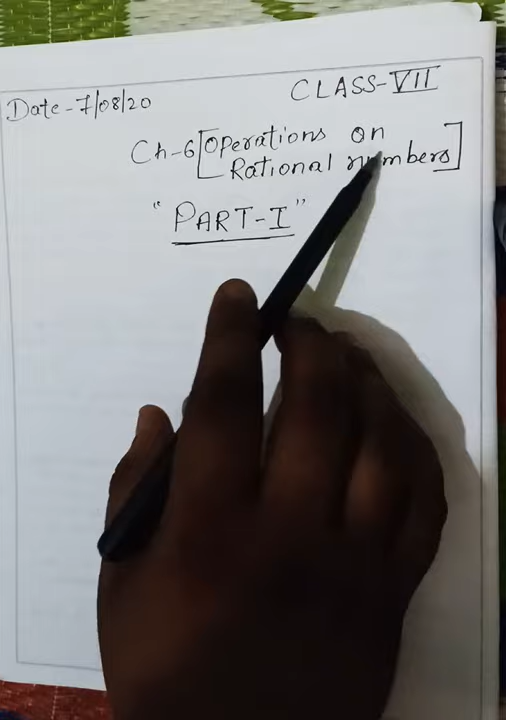 Date - 7/08/20
CLASS-VII
Ch-6 [Operations on
Rational numbers]
"PART-I"